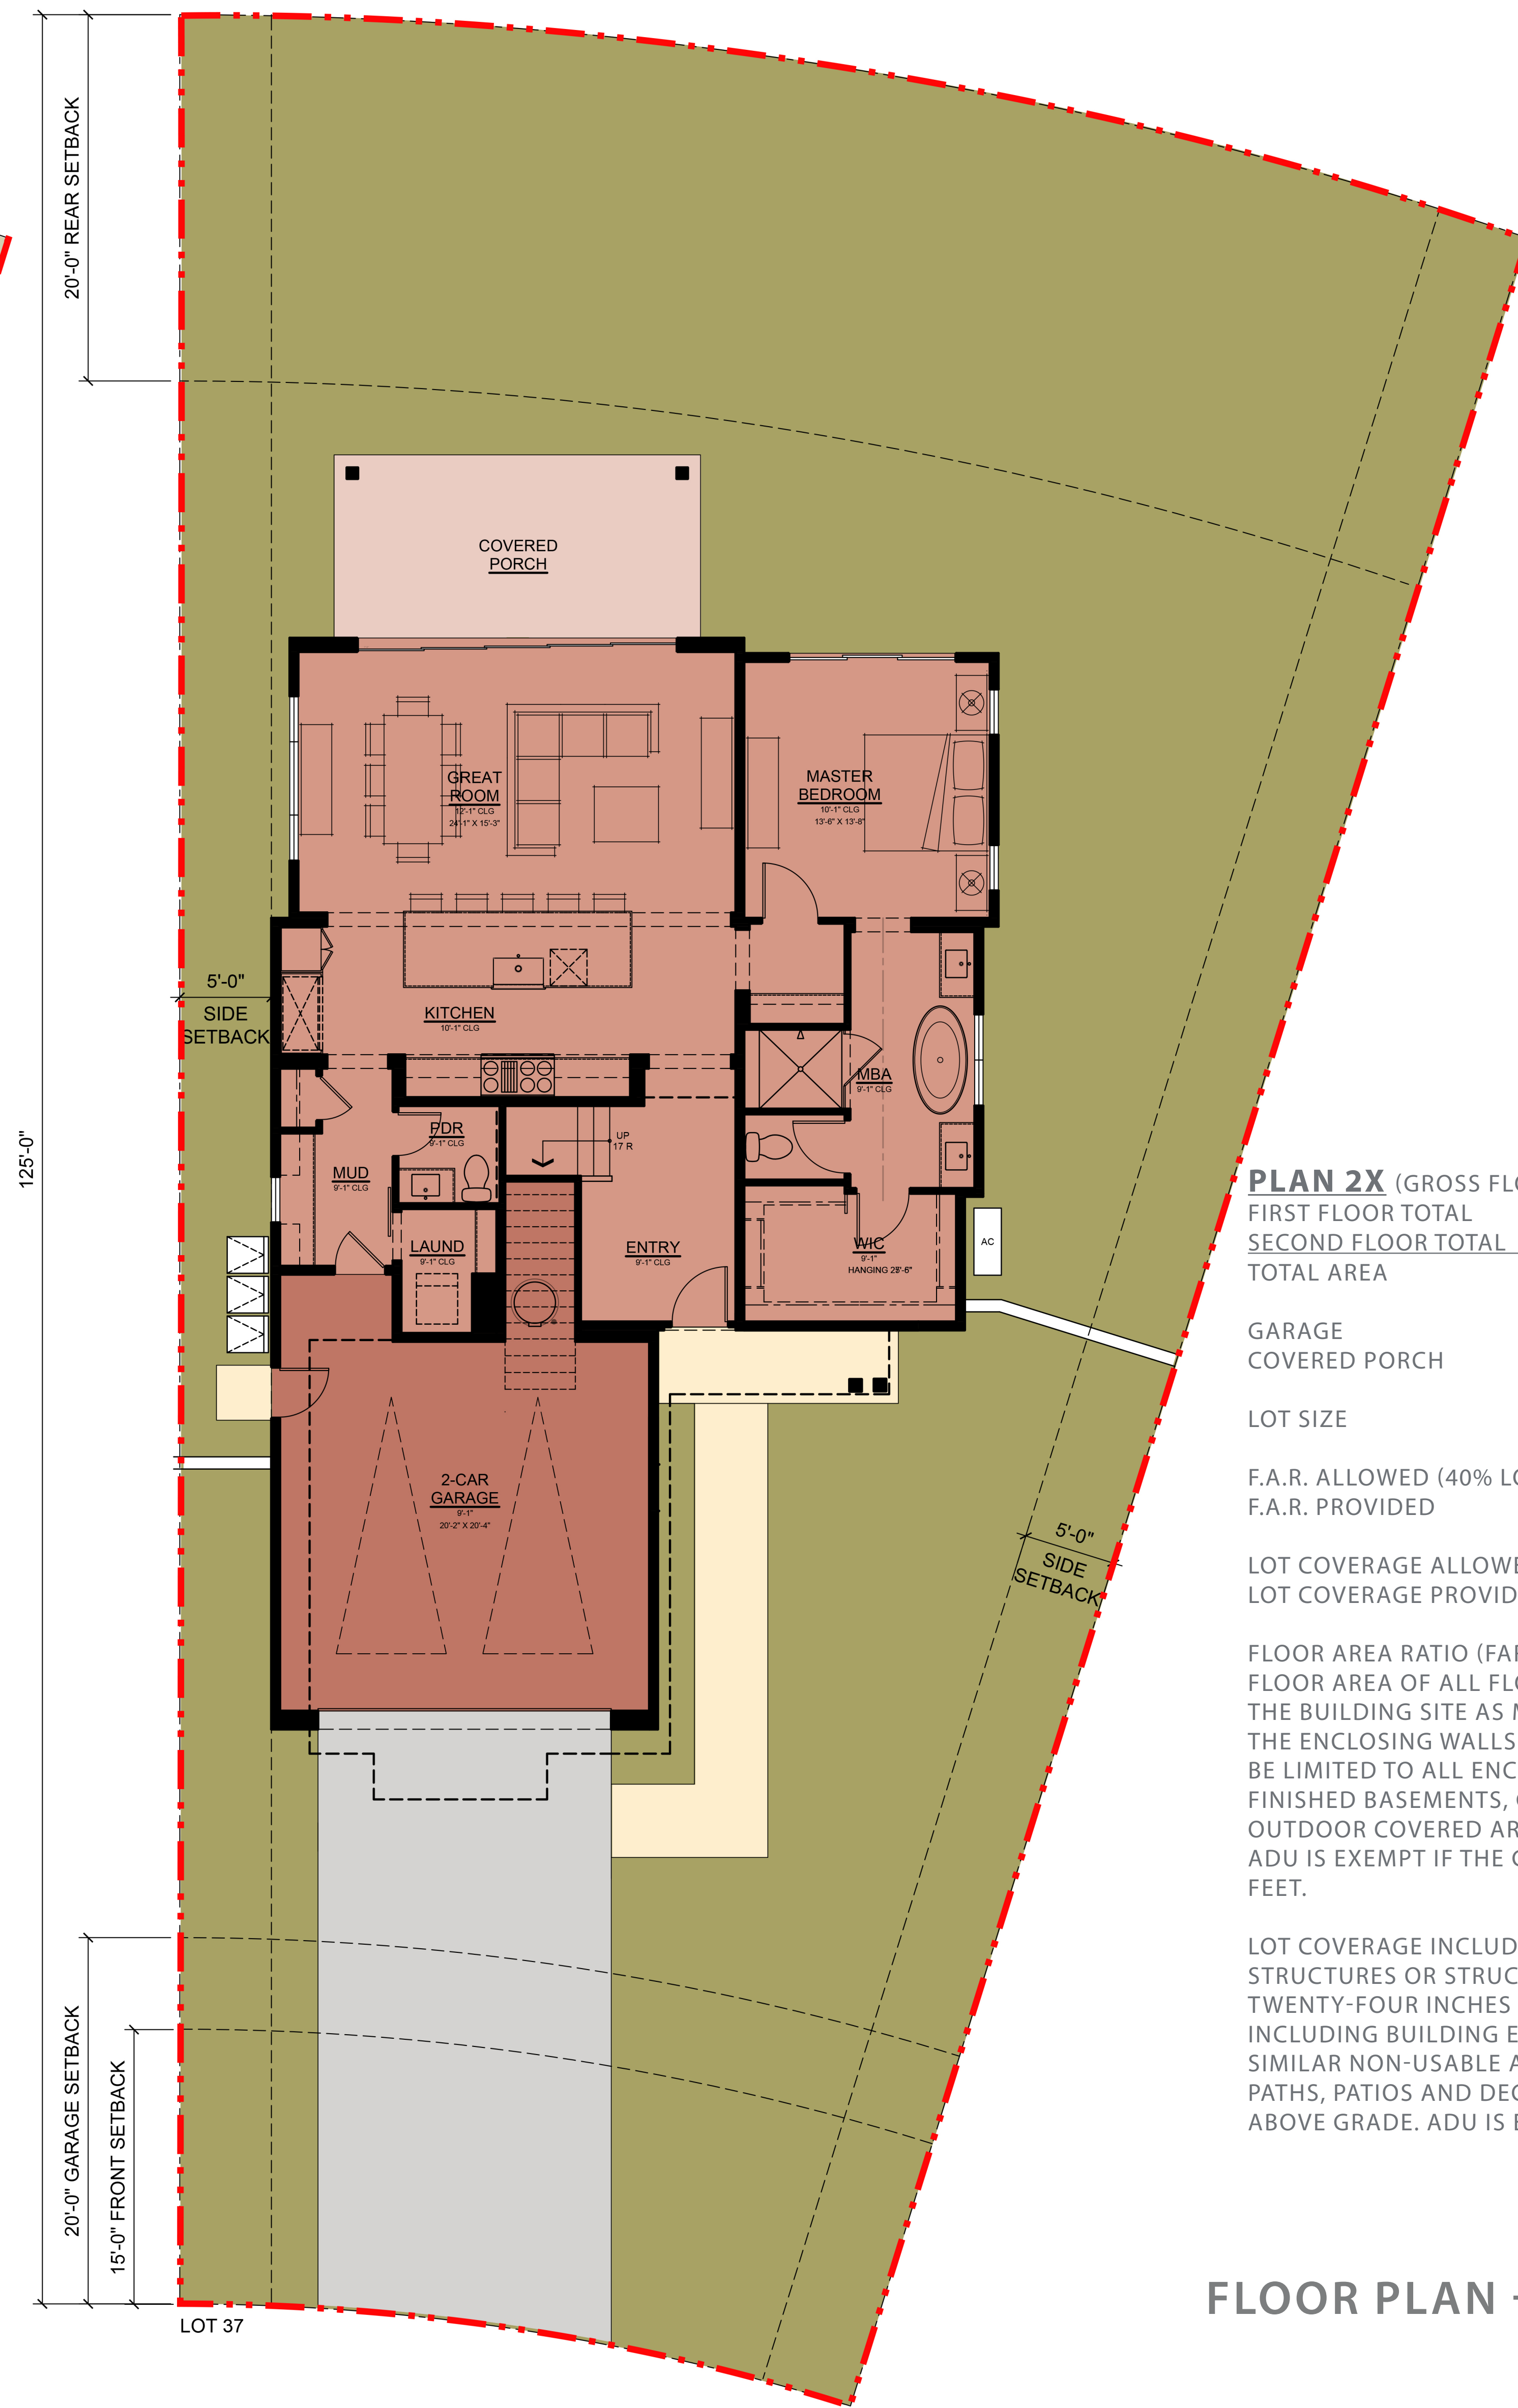 20'-0" REAR SETBACK
125'-0"
20'-0" GARAGE SETBACK
15'-0" FRONT SETBACK
COVERED
PORCH
GREAT
ROOM
12'-1" CLG
24'-1" X 15'-3"
MASTER
BEDROOM
10'-1" CLG
13'-6" X 13'-8"
5'-0"
SIDE
SETBACK
KITCHEN
10'-1" CLG
MBA
9'-1" CLG
PDR
9'-1" CLG
UP
17 R
MUD
9'-1" CLG
LAUND
9'-1" CLG
ENTRY
9'-1" CLG
WIC
9'-1"
HANGING
AC
2-CAR
GARAGE
9'-1"
20'-2" X 20'-4"
5'-0"
SIDE
SETBACK
LOT 37
PLAN 2X (GROSS FLO
FIRST FLOOR TOTAL
SECOND FLOOR TOTAL
TOTAL AREA
GARAGE
COVERED PORCH
LOT SIZE
F.A.R. ALLOWED (40% LO
F.A.R. PROVIDED
LOT COVERAGE ALLOWE
LOT COVERAGE PROVID
FLOOR AREA RATIO (FAR
FLOOR AREA OF ALL FLO
THE BUILDING SITE AS M
THE ENCLOSING WALLS
BE LIMITED TO ALL ENC
FINISHED BASEMENTS,
OUTDOOR COVERED AR
ADU IS EXEMPT IF THE
FEET.
LOT COVERAGE INCLUD
STRUCTURES OR STRUC
TWENTY-FOUR INCHES
INCLUDING BUILDING E
SIMILAR NON-USABLE A
PATHS, PATIOS AND DEC
ABOVE GRADE. ADU IS E
FLOOR PLAN -